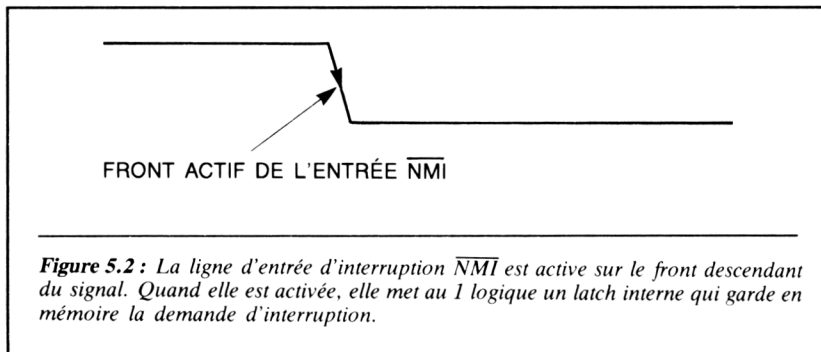 FRONT ACTIF DE L'ENTRÉE N̅M̅I̅
Figure 5.2 : La ligne d'entrée d'interruption N̅M̅I̅ est active sur le front descendant
du signal. Quand elle est activée, elle met au 1 logique un latch interne qui garde en
mémoire la demande d'interruption.